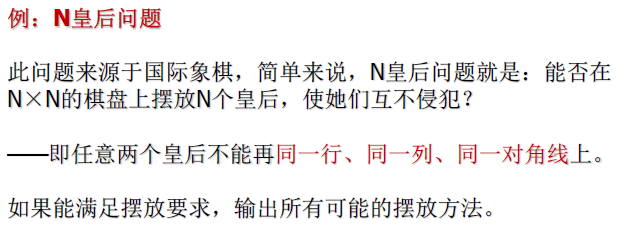 例：N皇后问题
此问题来源于国际象棋，简单来说，N皇后问题就是：能否在
N×N的棋盘上摆放N个皇后，使她们互不侵犯？
——即任意两个皇后不能再同一行、同一列、同一对角线上。
如果能满足摆放要求，输出所有可能的摆放方法。